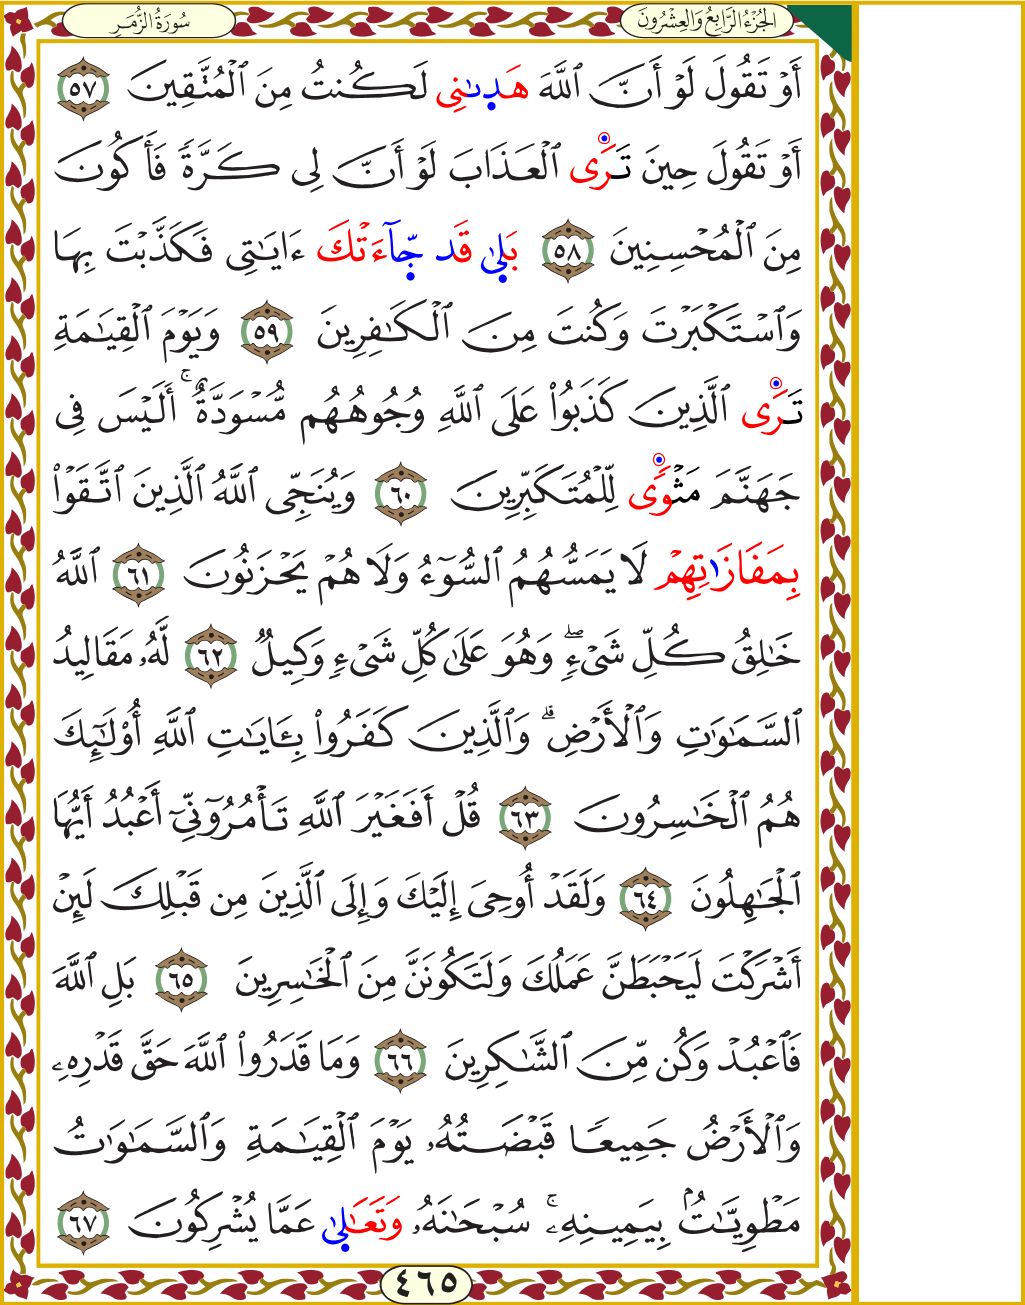 سُورَةُ الزُّمَرِ
الجُزْءُ الرَّابِعُ وَالعِشْرُونَ
أَوْ تَقُولَ لَوْ أَنَّ ٱللَّهَ هَدٜىٰنِى لَكُنتُ مِنَ ٱلْمُتَّقِينَ ٥٧
أَوْ تَقُولَ حِينَ تَرَى ٱلْعَذَابَ لَوْ أَنَّ لِى كَرَّةً فَأَكُونَ
مِنَ ٱلْمُحْسِنِينَ ٥٨ بَلٜىٰ قَد جَّآءَتْكَ ءَايَٰتِى فَكَذَّبْتَ بِهَا
وَٱسْتَكْبَرْتَ وَكُنتَ مِنَ ٱلْكَٰفِرِينَ ٥٩ وَيَوْمَ ٱلْقِيَٰمَةِ
تَرَى ٱلَّذِينَ كَذَبُوا۟ عَلَى ٱللَّهِ وُجُوهُهُم مُّسْوَدَّةٌ ۚ أَلَيْسَ فِى
جَهَنَّمَ مَثْوًى لِّلْمُتَكَبِّرِينَ ٦٠ وَيُنَجِّى ٱللَّهُ ٱلَّذِينَ ٱتَّقَوْا۟
بِمَفَازَٰتِهِمْ لَا يَمَسُّهُمُ ٱلسُّوٓءُ وَلَا هُمْ يَحْزَنُونَ ٦١ ٱللَّهُ
خَٰلِقُ كُلِّ شَىْءٍ ۖ وَهُوَ عَلَىٰ كُلِّ شَىْءٍ وَكِيلٌ ٦٢ لَّهُۥ مَقَالِيدُ
ٱلسَّمَٰوَٰتِ وَٱلْأَرْضِ ۗ وَٱلَّذِينَ كَفَرُوا۟ بِـَٔايَٰتِ ٱللَّهِ أُو۟لَٰٓئِكَ
هُمُ ٱلْخَٰسِرُونَ ٦٣ قُلْ أَفَغَيْرَ ٱللَّهِ تَأْمُرُوٓنِّىٓ أَعْبُدُ أَيُّهَا
ٱلْجَٰهِلُونَ ٦٤ وَلَقَدْ أُوحِىَ إِلَيْكَ وَإِلَى ٱلَّذِينَ مِن قَبْلِكَ لَئِنْ
أَشْرَكْتَ لَيَحْبَطَنَّ عَمَلُكَ وَلَتَكُونَنَّ مِنَ ٱلْخَٰسِرِينَ ٦٥ بَلِ ٱللَّهَ
فَٱعْبُدْ وَكُن مِّنَ ٱلشَّٰكِرِينَ ٦٦ وَمَا قَدَرُوا۟ ٱللَّهَ حَقَّ قَدْرِهِۦ
وَٱلْأَرْضُ جَمِيعًا قَبْضَتُهُۥ يَوْمَ ٱلْقِيَٰمَةِ وَٱلسَّمَٰوَٰتُ
مَطْوِيَّٰتٌۢ بِيَمِينِهِۦ ۚ سُبْحَٰنَهُۥ وَتَعَٰلٜىٰ عَمَّا يُشْرِكُونَ ٦٧
٤٦٥